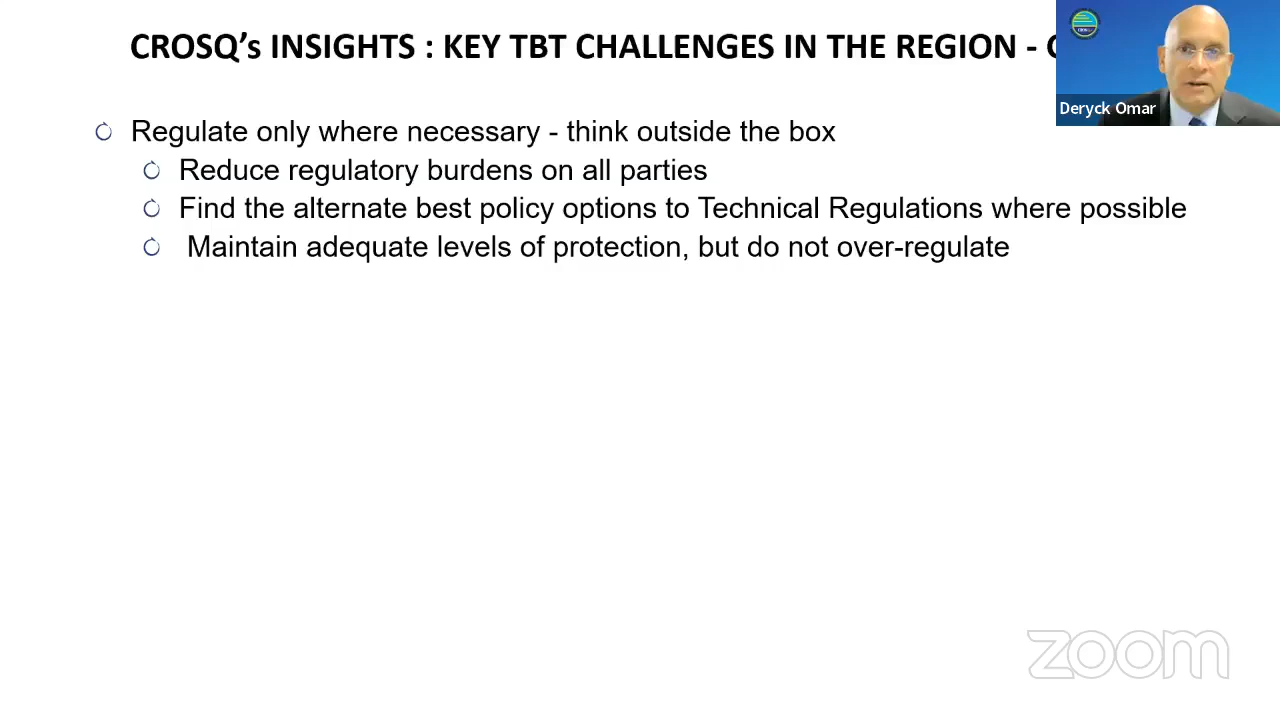 CROSQ’s INSIGHTS : KEY TBT CHALLENGES IN THE REGION -
Deryck Omar
Regulate only where necessary - think outside the box
Reduce regulatory burdens on all parties
Find the alternate best policy options to Technical Regulations where possible
Maintain adequate levels of protection, but do not over-regulate
zoom